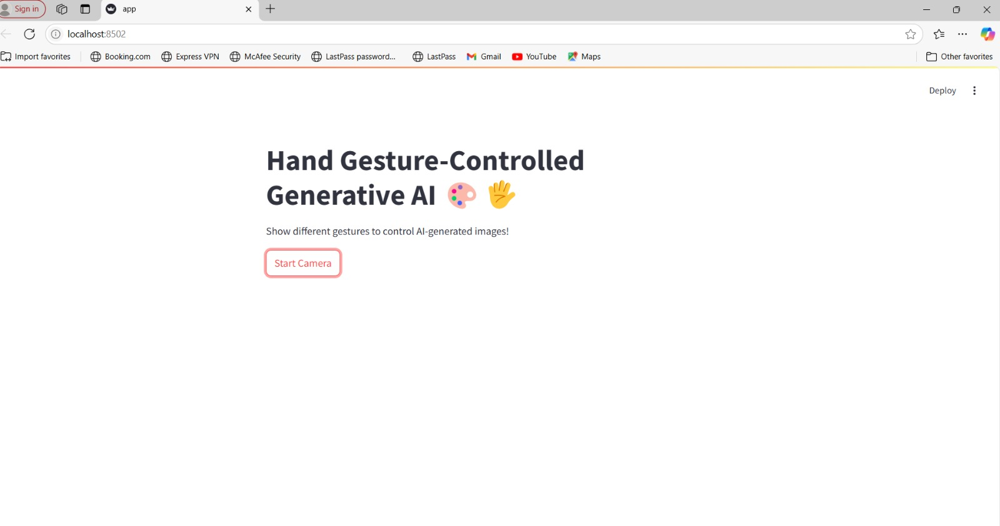 Sign in
app
localhost:8502
Import favorites
Booking.com
Express VPN
McAfee Security
LastPass password...
LastPass
Gmail
YouTube
Maps
Other favorites
Deploy
Hand Gesture-Controlled
Generative AI 🎨 🖐
Show different gestures to control AI-generated images!
Start Camera